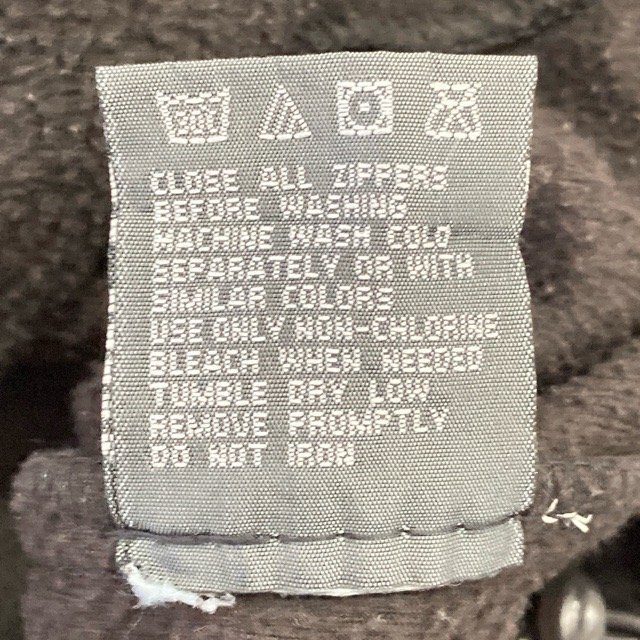 CLOSE ALL ZIPPERS
BEFORE WASHING
MACHINE WASH COLD
SEPARATELY OR WITH
SIMILAR COLORS
USE ONLY NON-CHLORINE
BLEACH WHEN NEEDED
TUMBLE DRY LOW
REMOVE PROMPTLY
DO NOT IRON